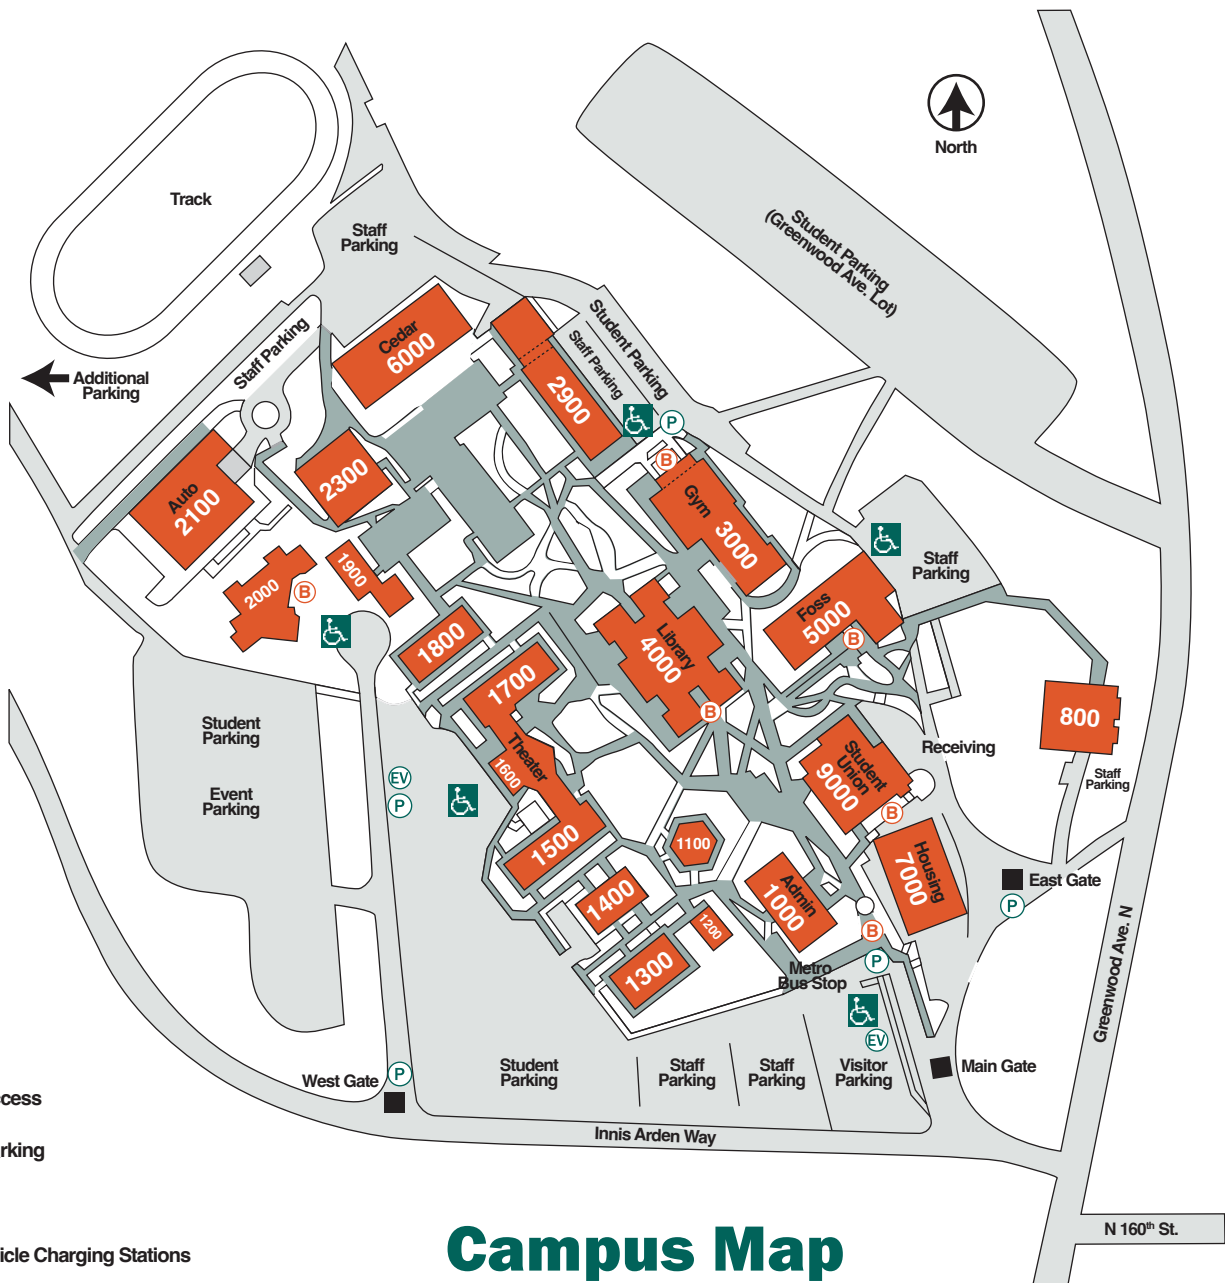 North
Track
Staff
Parking
Student Parking
(Greenwood Ave. Lot)
Student Parking
Staff Parking
Staff Parking
Additional
Parking
Cedar
6000
2900
P
B
Auto
2100
2300
Gym
3000
Staff
Parking
2000
B
1900
Foss
5000
B
1800
Library
4000
B
1700
Theater
1600
800
Staff
Parking
Receiving
Student
Parking
Event
Parking
EV
P
Student
Union
9000
B
1500
1100
Housing
7000
East Gate
P
1400
Admin
1000
1200
B
P
1300
Metro
Bus Stop
EV
Greenwood Ave. N
West Gate
P
Student
Parking
Staff
Parking
Staff
Parking
Visitor
Parking
Main Gate
Innis Arden Way
ccess
rking
icle Charging Stations
Campus Map
N 160th St.